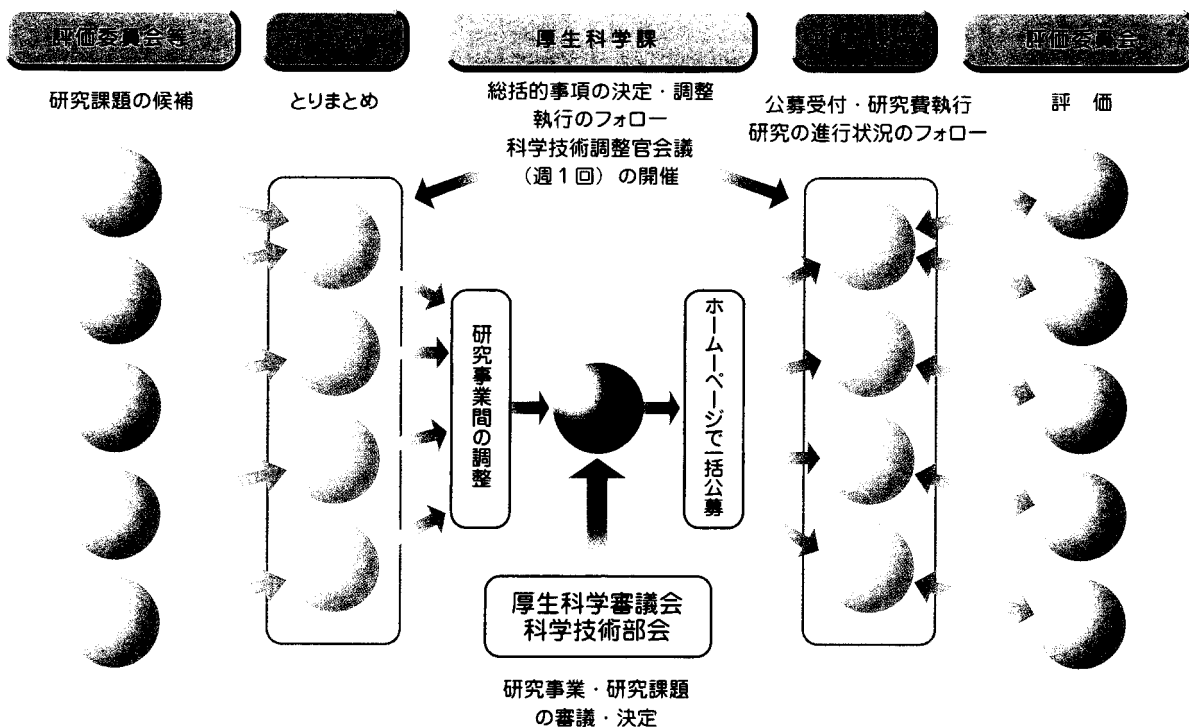 評価委員会等
厚生科学課
評価委員会
研究課題の候補
とりまとめ
総括的事項の決定・調整
執行のフォロー
科学技術調整官会議
(週1回)の開催
公募受付・研究費執行
研究の進行状況のフォロー
評 価
研究事業間の調整
ホームーページで一括公募
厚生科学審議会
科学技術部会
研究事業・研究課題
の審議・決定